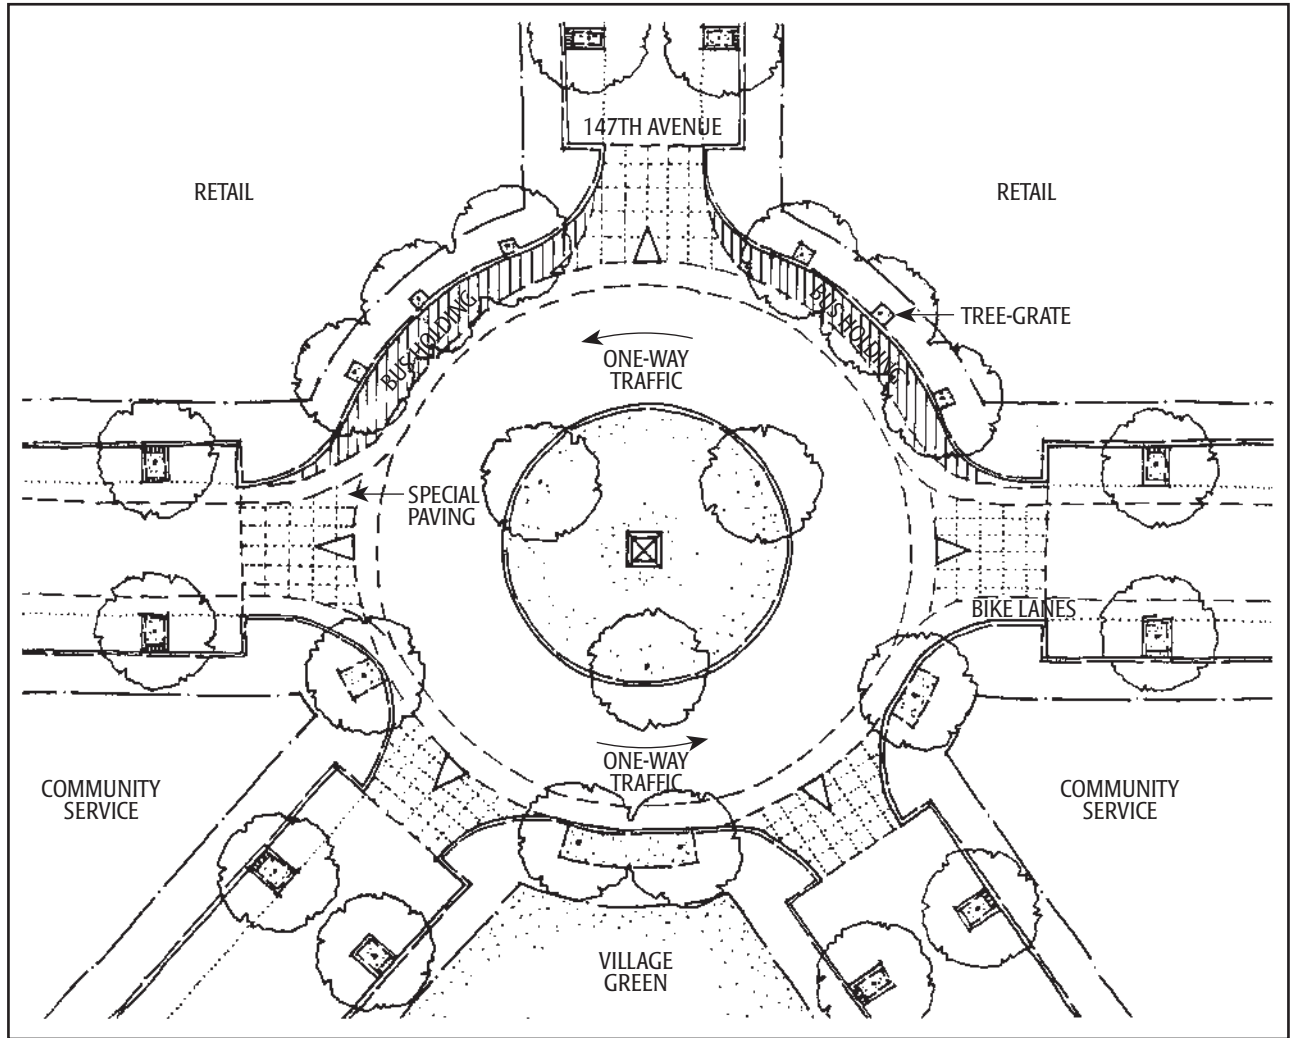 147TH AVENUE
RETAIL
RETAIL
BUS HOLDING
BUS HOLDING
TREE-GRATE
ONE-WAY
TRAFFIC
SPECIAL
PAVING
BIKE LANES
ONE-WAY
TRAFFIC
COMMUNITY
SERVICE
COMMUNITY
SERVICE
VILLAGE
GREEN